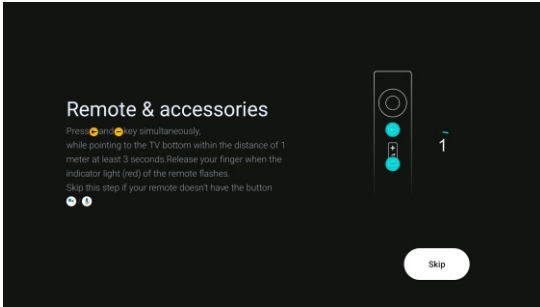 Remote & accessories
Press and key simultaneously,
while pointing to the TV bottom within the distance of 1
meter at least 3 seconds.Release your finger when the
indicator light (red) of the remote flashes.
Skip this step if your remote doesn't have the button
1
Skip